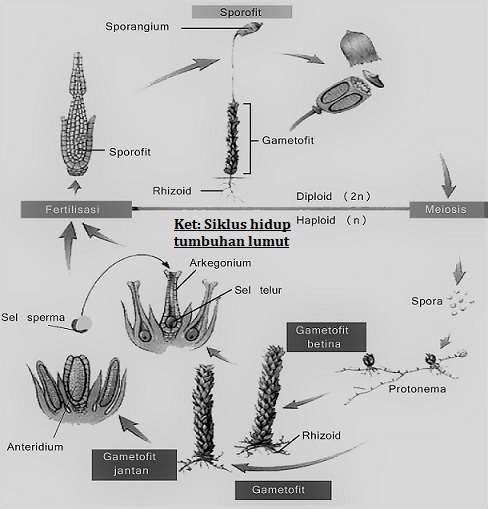 Sporofit
Sporangium
Sporofit
Gametofit
Rhizoid
Diploid (2n)
Fertilisasi
Meiosis
Haploid (n)
Ket: Siklus hidup
tumbuhan lumut
Arkegonium
Sel telur
Spora
Sel sperma
Gametofit
betina
Protonema
Rhizoid
Anteridium
Gametofit
jantan
Gametofit